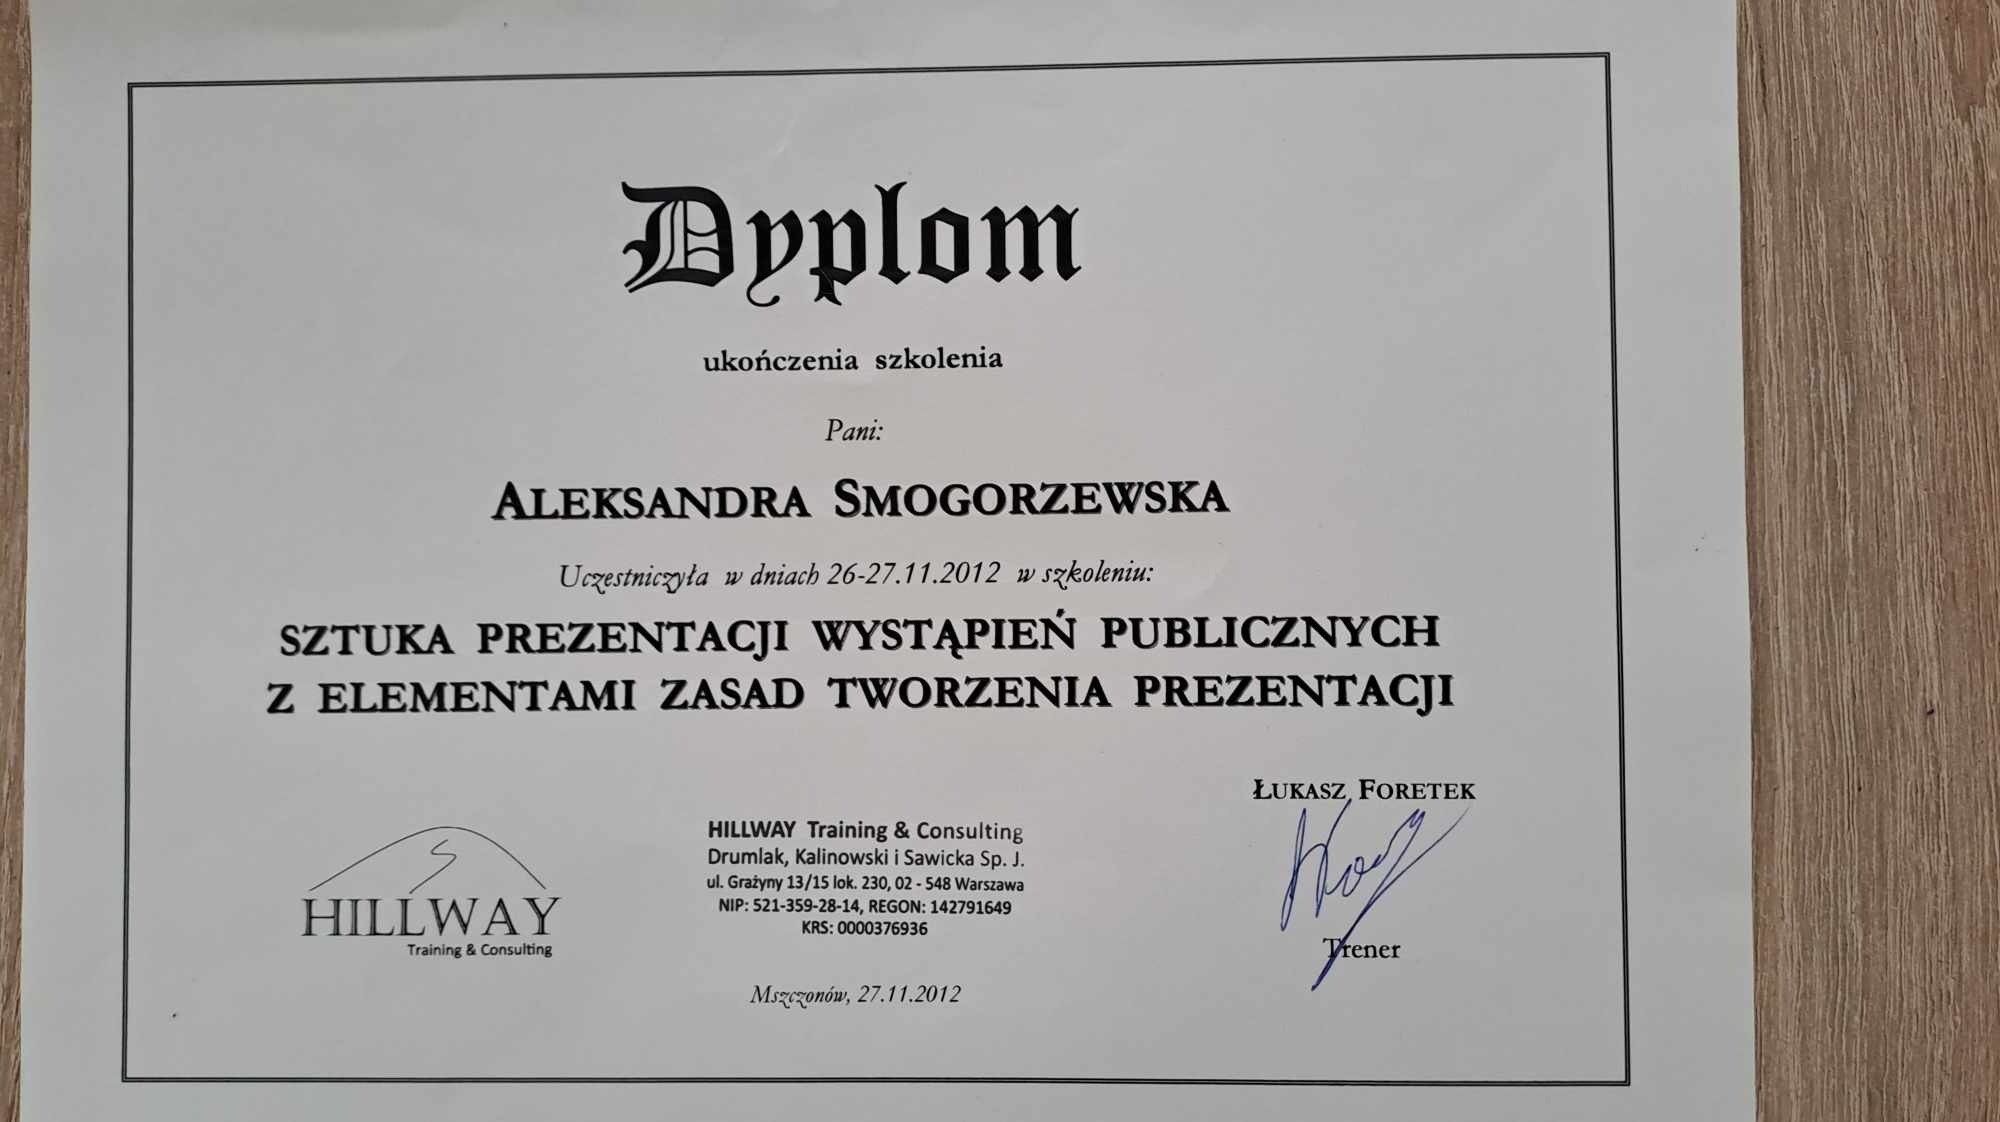 Dyplom
ukończenia szkolenia
Pani:
ALEKSANDRA SMOGORZEWSKA
Uczestniczyła w dniach 26-27.11.2012 w szkoleniu:
SZTUKA PREZENTACJI WYSTĄPIEŃ PUBLICZNYCH
Z ELEMENTAMI ZASAD TWORZENIA PREZENTACJI
HILLWAY
Training & Consulting
HILLWAY Training & Consulting
Drumlak, Kalinowski i Sawicka Sp. J.
ul. Grażyny 13/15 lok. 230, 02 - 548 Warszawa
NIP: 521-359-28-14, REGON: 142791649
KRS: 0000376936
Mszczonów, 27.11.2012
ŁUKASZ FORETEK
Trener